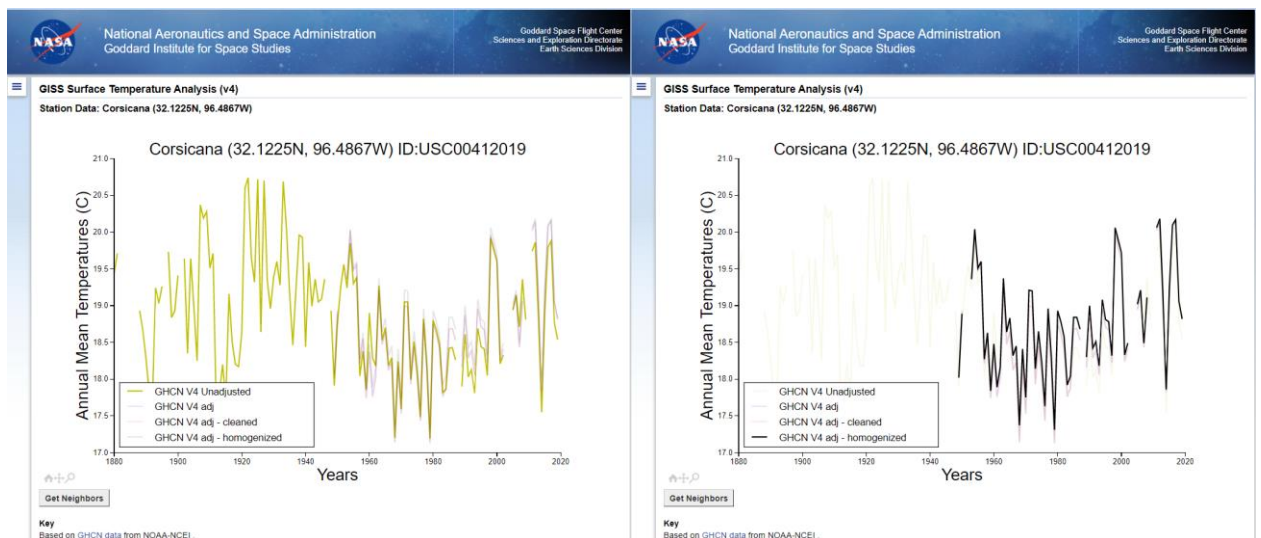 NASA
National Aeronautics and Space Administration
Goddard Institute for Space Studies
Goddard Space Flight Center
Sciences and Exploration Directorate
Earth Sciences Division
GISS Surface Temperature Analysis (v4)
Station Data: Corsicana (32.1225N, 96.4867W)
Corsicana (32.1225N, 96.4867W) ID:USC00412019
Annual Mean Temperatures (C)
21.0
20.5
20.0
19.5
19.0
18.5
18.0
17.5
17.0
GHCN V4 Unadjusted
GHCN V4 adj
GHCN V4 adj - cleaned
GHCN V4 adj - homogenized
1880 1900 1920 1940 1960 1980 2000 2020
Years
Get Neighbors
Key
Based on GHCN data from NOAA-NCEI .
NASA
National Aeronautics and Space Administration
Goddard Institute for Space Studies
Goddard Space Flight Center
Sciences and Exploration Directorate
Earth Sciences Division
GISS Surface Temperature Analysis (v4)
Station Data: Corsicana (32.1225N, 96.4867W)
Corsicana (32.1225N, 96.4867W) ID:USC00412019
Annual Mean Temperatures (C)
21.0
20.5
20.0
19.5
19.0
18.5
18.0
17.5
17.0
GHCN V4 Unadjusted
GHCN V4 adj
GHCN V4 adj - cleaned
GHCN V4 adj - homogenized
1880 1900 1920 1940 1960 1980 2000 2020
Years
Get Neighbors
Key
Based on GHCN data from NOAA-NCEI .